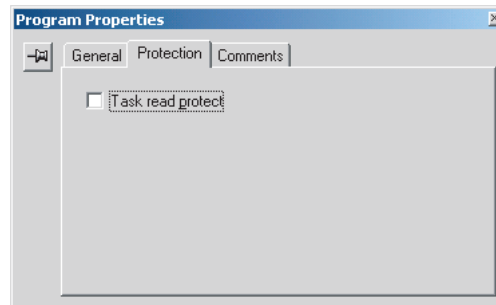 Program Properties
General Protection Comments
Task read protect